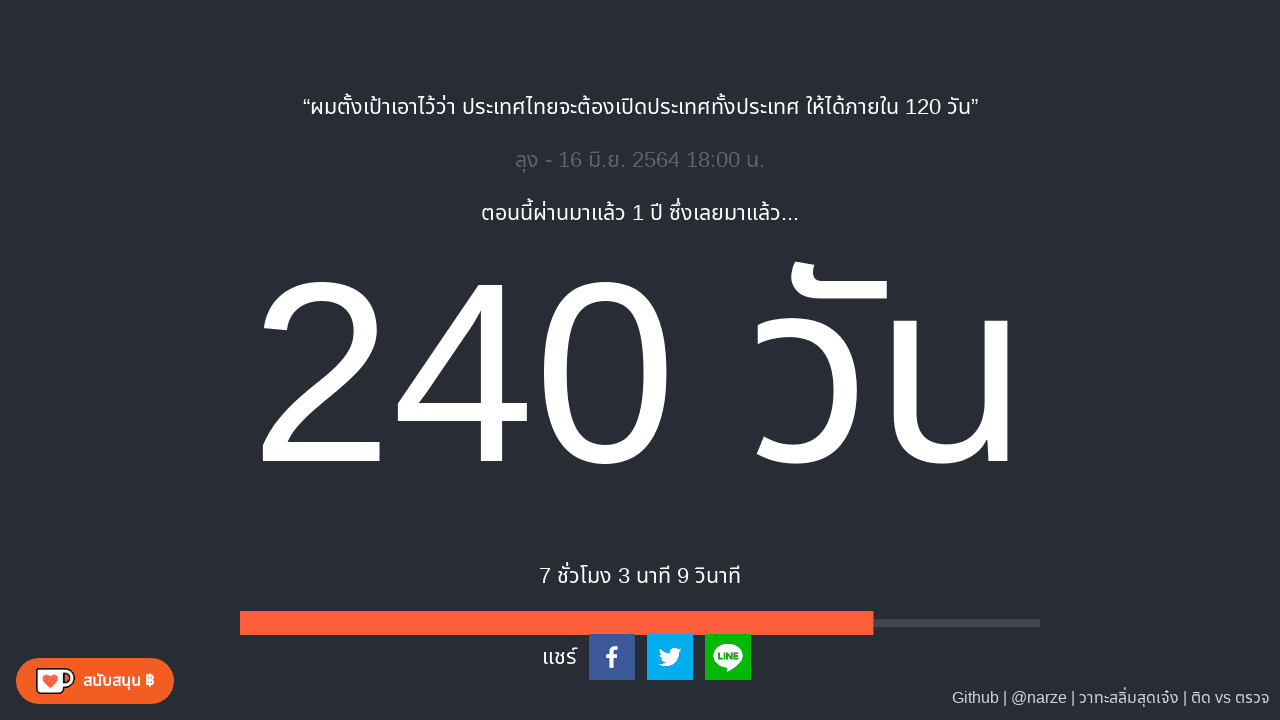 “ผมตั้งเป้าเอาไว้ว่า ประเทศไทยจะต้องเปิดประเทศทั้งประเทศ ให้ได้ภายใน 120 วัน”
ลุง - 16 มิ.ย. 2564 18:00 น.
ตอนนี้ผ่านมาแล้ว 1 ปี ซึ่งเลยมาแล้ว...
240 วัน
7 ชั่วโมง 3 นาที 9 วินาที
แชร์
LINE
สนับสนุน ฿
Github | @narze | วาทะสลิ่มสุดเจ๋ง | ติด vs ตรวจ